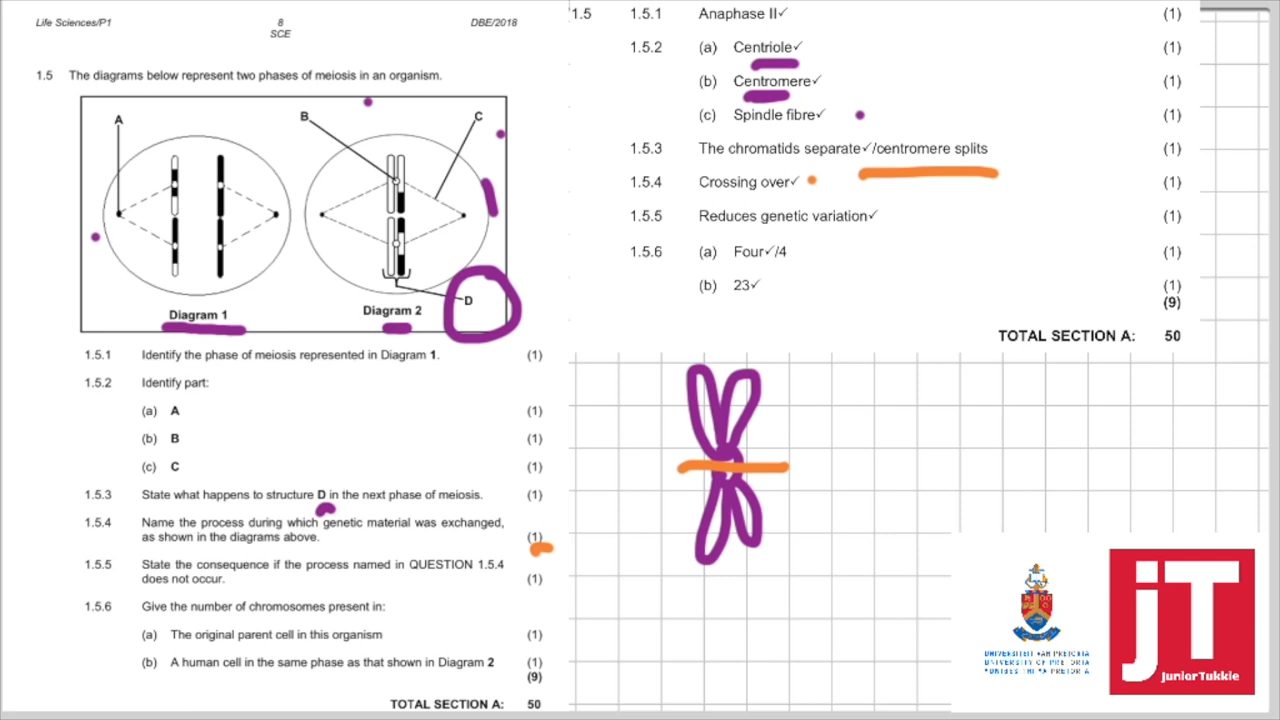 Life Sciences/P1 8 DBE/2018
SCE
1.5 The diagrams below represent two phases of meiosis in an organism.
A B C
D
Diagram 1 Diagram 2
1.5.1 Identify the phase of meiosis represented in Diagram 1. (1)
1.5.2 Identify part:
(a) A (1)
(b) B (1)
(c) C (1)
1.5.3 State what happens to structure D in the next phase of meiosis. (1)
1.5.4 Name the process during which genetic material was exchanged,
as shown in the diagrams above. (1)
1.5.5 State the consequence if the process named in QUESTION 1.5.4
does not occur. (1)
1.5.6 Give the number of chromosomes present in:
(a) The original parent cell in this organism (1)
(b) A human cell in the same phase as that shown in Diagram 2 (1)
(9)
TOTAL SECTION A: 50
1.5 1.5.1 Anaphase II✓ (1)
1.5.2 (a) Centriole✓ (1)
(b) Centromere✓ (1)
(c) Spindle fibre✓ (1)
1.5.3 The chromatids separate✓/centromere splits (1)
1.5.4 Crossing over✓ (1)
1.5.5 Reduces genetic variation✓ (1)
1.5.6 (a) Four✓/4 (1)
(b) 23✓ (1)
(9)
TOTAL SECTION A: 50
UNIVERSITEIT VAN PRETORIA
UNIVERSITY OF PRETORIA
YUNIBESITHI YA PRETORIA
jT
JuniorTukkie